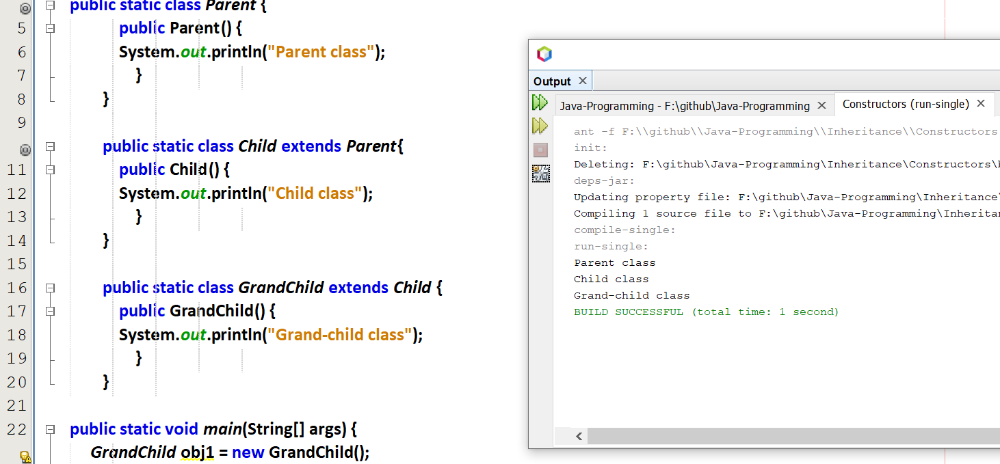 public static class Parent {
5 public Parent() {
6 System.out.println("Parent class");
7 }
8 }
9
public static class Child extends Parent{
11 public Child() {
12 System.out.println("Child class");
13 }
14 }
15
16 public static class GrandChild extends Child {
17 public GrandChild() {
18 System.out.println("Grand-child class");
19 }
20 }
21
22 public static void main(String[] args) {
GrandChild obj1 = new GrandChild();
Output
Java-Programming - F:\github\Java-Programming
Constructors (run-single)
ant -f F:\\github\\Java-Programming\\Inheritance\\Constructors
init:
Deleting: F:\github\Java-Programming\Inheritance\Constructors\
deps-jar:
Updating property file: F:\github\Java-Programming\Inheritance\
Compiling 1 source file to F:\github\Java-Programming\Inheritan
compile-single:
run-single:
Parent class
Child class
Grand-child class
BUILD SUCCESSFUL (total time: 1 second)